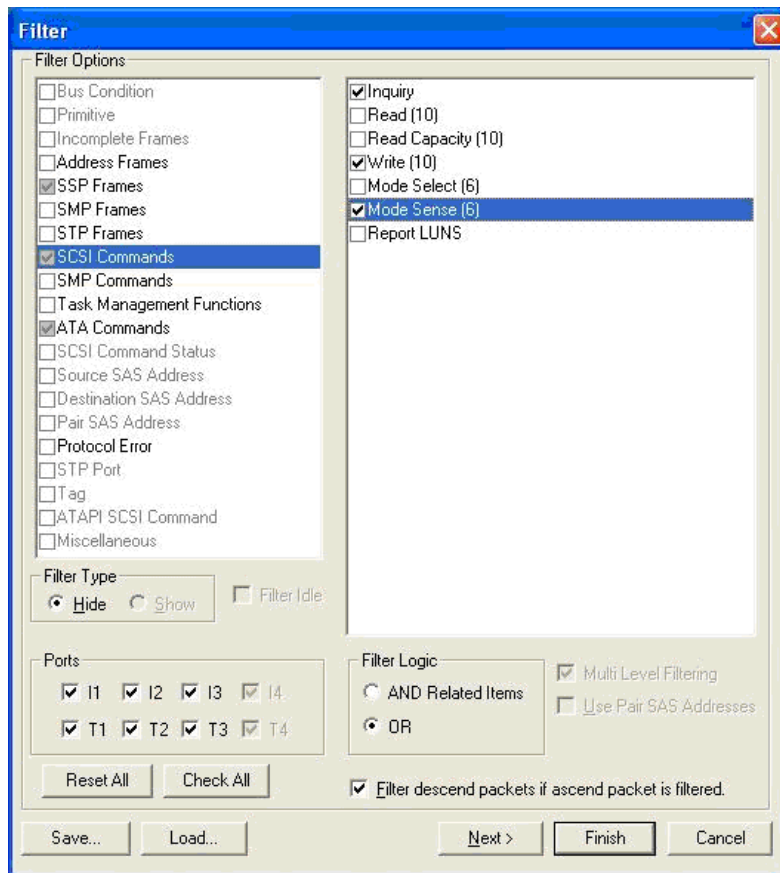 Filter
Filter Options
Bus Condition
Primitive
Incomplete Frames
Address Frames
SSP Frames
SMP Frames
STP Frames
SCSI Commands
SMP Commands
Task Management Functions
ATA Commands
SCSI Command Status
Source SAS Address
Destination SAS Address
Pair SAS Address
Protocol Error
STP Port
Tag
ATAPI SCSI Command
Miscellaneous
Inquiry
Read (10)
Read Capacity (10)
Write (10)
Mode Select (6)
Mode Sense (6)
Report LUNS
Filter Type
Hide Show
Filter Idle
Ports
I1 I2 I3 I4
T1 T2 T3 T4
Filter Logic
AND Related Items
OR
Multi Level Filtering
Use Pair SAS Addresses
Reset All Check All
Filter descend packets if ascend packet is filtered.
Save... Load... Next > Finish Cancel